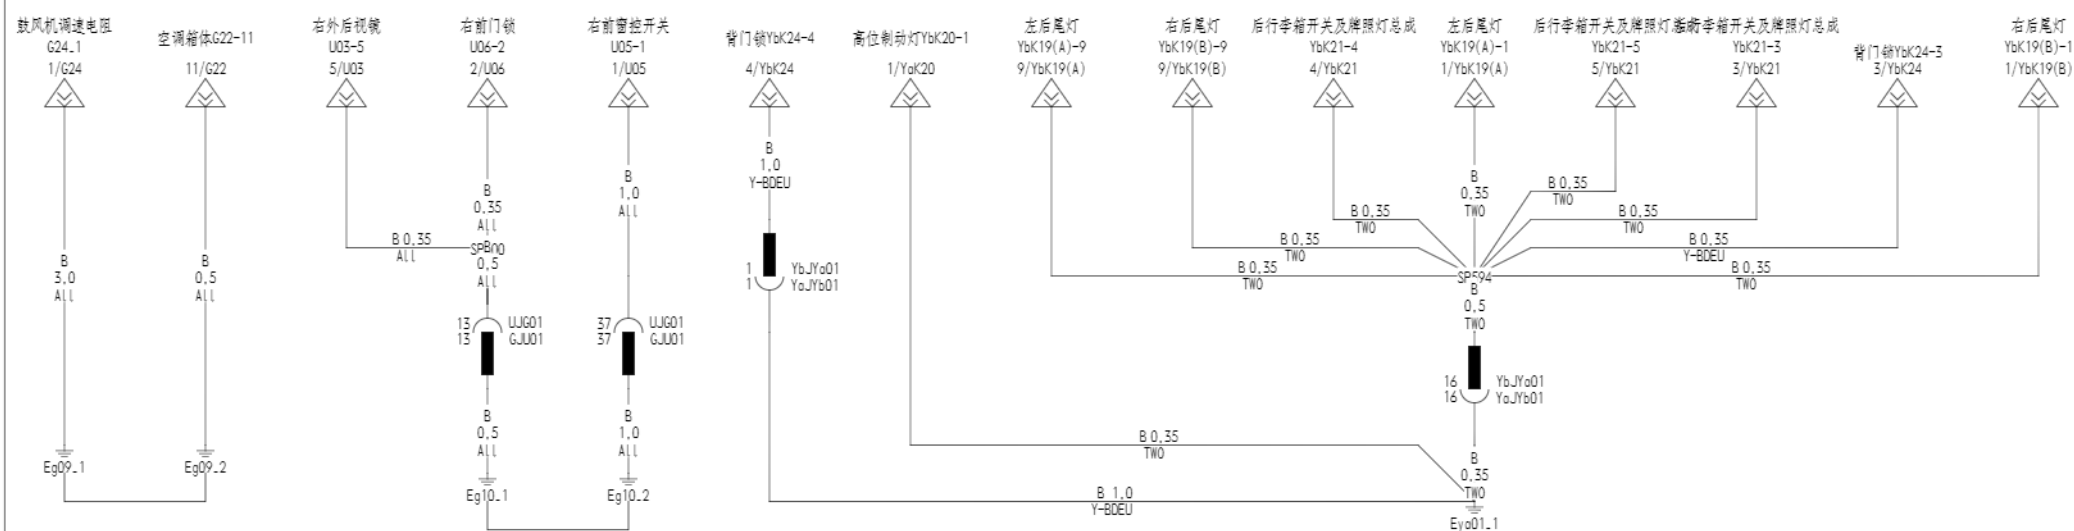 鼓风机调速电阻
G24_1
1/G24
空调箱体G22-11
11/G22
右外后视镜
U03-5
5/U03
右前门锁
U06-2
2/U06
右前窗控开关
U05-1
1/U05
背门锁YbK24-4
4/YbK24
高位制动灯YbK20-1
1/YaK20
左后尾灯
YbK19(A)-9
9/YbK19(A)
右后尾灯
YbK19(B)-9
9/YbK19(B)
后行李箱开关及牌照灯总成
YbK21-4
4/YbK21
左后尾灯
YbK19(A)-1
1/YbK19(A)
后行李箱开关及牌照灯
YbK21-5
5/YbK21
行李箱开关及牌照灯总成
YbK21-3
3/YbK21
背门锁YbK24-3
3/YbK24
右后尾灯
YbK19(B)-1
1/YbK19(B)
B
3,0
All
B
0,5
All
B 0,35
All
B
0,35
All
SPB00
0,5
All
B
1,0
All
B
1,0
Y-BDEU
1 YbJYa01
1 YaJYb01
13 UJG01
13 GJU01
37 UJG01
37 GJU01
B
0,5
All
B
1,0
All
B 0,35
TWO
B 0,35
TWO
B 0,35
TWO
B
0,35
TWO
B 0,35
TWO
B 0,35
TWO
B 0,35
Y-BDEU
B 0,35
TWO
SP594
B
0,5
TWO
16 YbJYa01
16 YaJYb01
B 0,35
TWO
B
0,35
TWO
B 1,0
Y-BDEU
Eg09_1
Eg09_2
Eg10_1
Eg10_2
Eya01_1